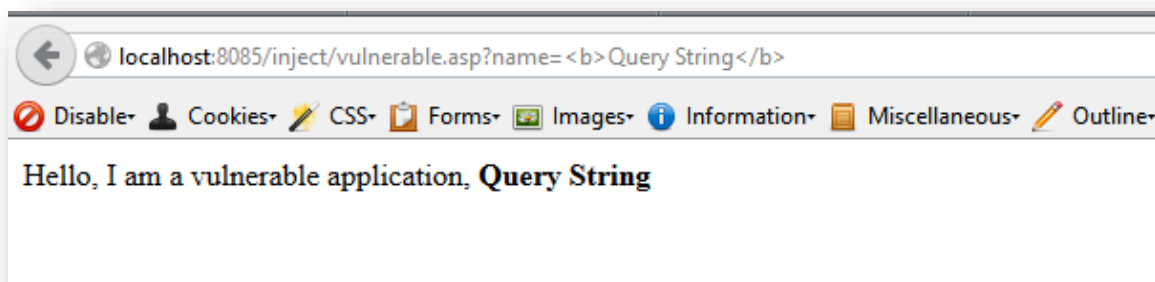 localhost:8085/inject/vulnerable.asp?name=<b>Query String</b>
Disable Cookies CSS Forms Images Information Miscellaneous Outline
Hello, I am a vulnerable application, Query String